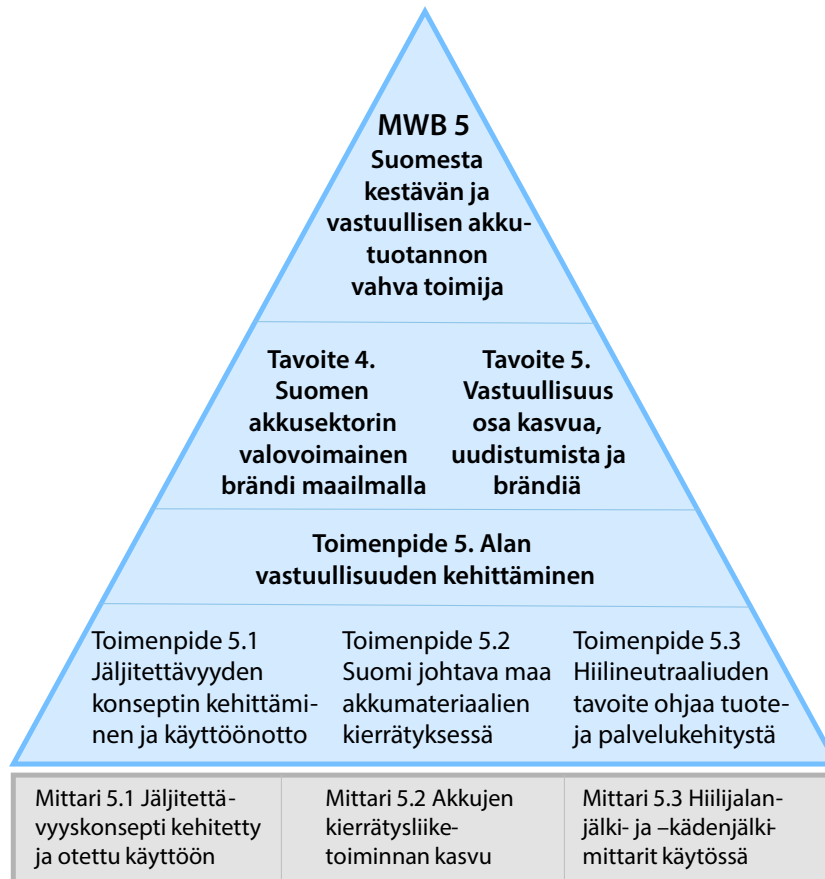 MWB 5
Suomesta
kestävän ja
vastuullisen akku-
tuotannon
vahva toimija
Tavoite 4.
Suomen
akkusektorin
valovoimainen
brändi maailmalla
Tavoite 5.
Vastuullisuus
osa kasvua,
uudistumista ja
brändiä
Toimenpide 5. Alan
vastuullisuuden kehittäminen
Toimenpide 5.1
Jäljitettävyyden
konseptin kehittämi-
nen ja käyttöönotto
Toimenpide 5.2
Suomi johtava maa
akkumateriaalien
kierrätyksessä
Toimenpide 5.3
Hiilineutraaliuden
tavoite ohjaa tuote-
ja palvelukehitystä
Mittari 5.1 Jäljitettä-
vyyskonsepti kehitetty
ja otettu käyttöön
Mittari 5.2 Akkujen
kierrätysliike-
toiminnan kasvu
Mittari 5.3 Hiilijalan-
jälki- ja –kädenjälki-
mittarit käytössä